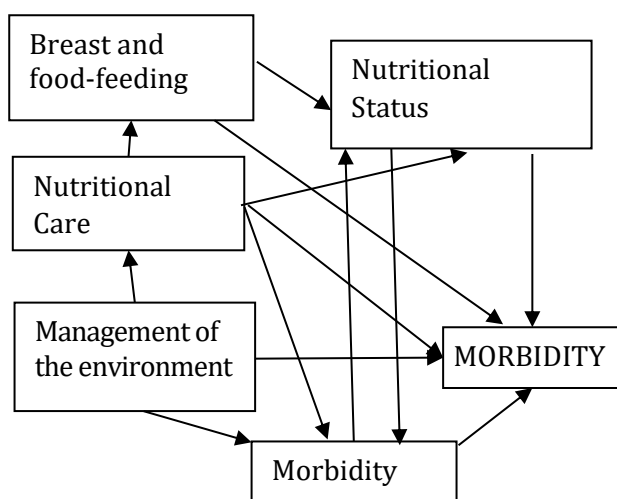 Breast and
food-feeding
Nutritional
Status
Nutritional
Care
Management of
the environment
MORBIDITY
Morbidity